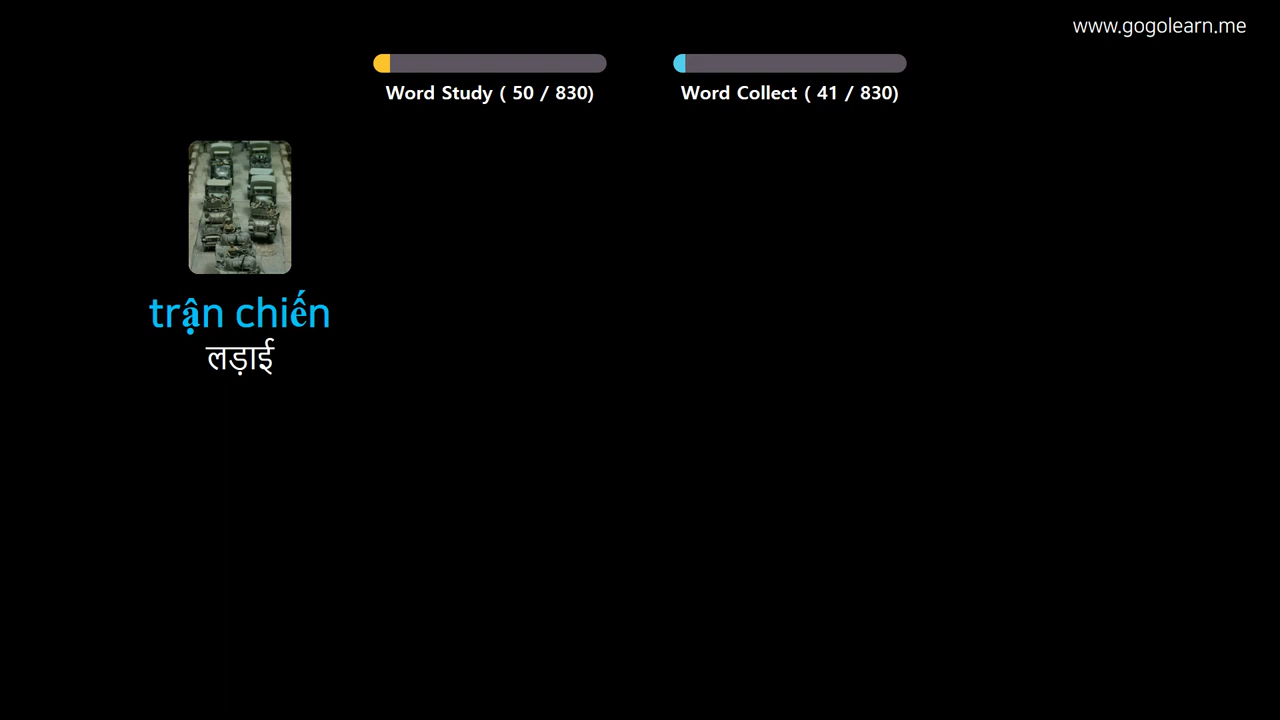 www.gogolearn.me
Word Study ( 50 / 830)
Word Collect ( 41 / 830)
trận chiến
लड़ाई